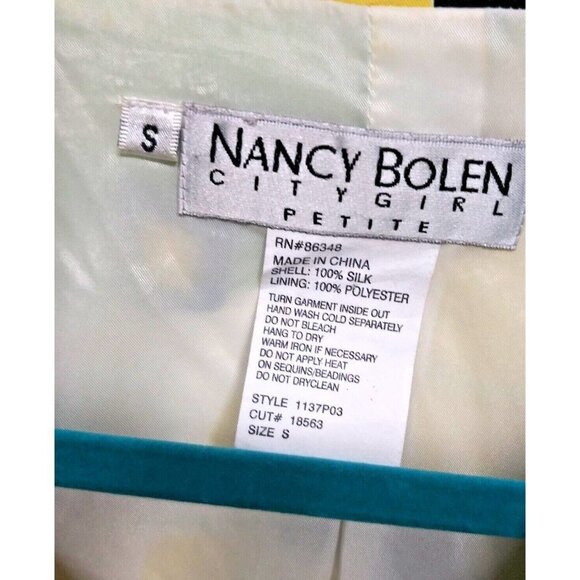 S
NANCY BOLEN
CITYGIRL
PETITE
RN#86348
MADE IN CHINA
SHELL: 100% SILK
LINING: 100% POLYESTER
TURN GARMENT INSIDE OUT
HAND WASH COLD SEPARATELY
DO NOT BLEACH
HANG TO DRY
WARM IRON IF NECESSARY
DO NOT APPLY HEAT
ON SEQUINS/BEADINGS
DO NOT DRYCLEAN
STYLE 1137P03
CUT# 18563
SIZE S